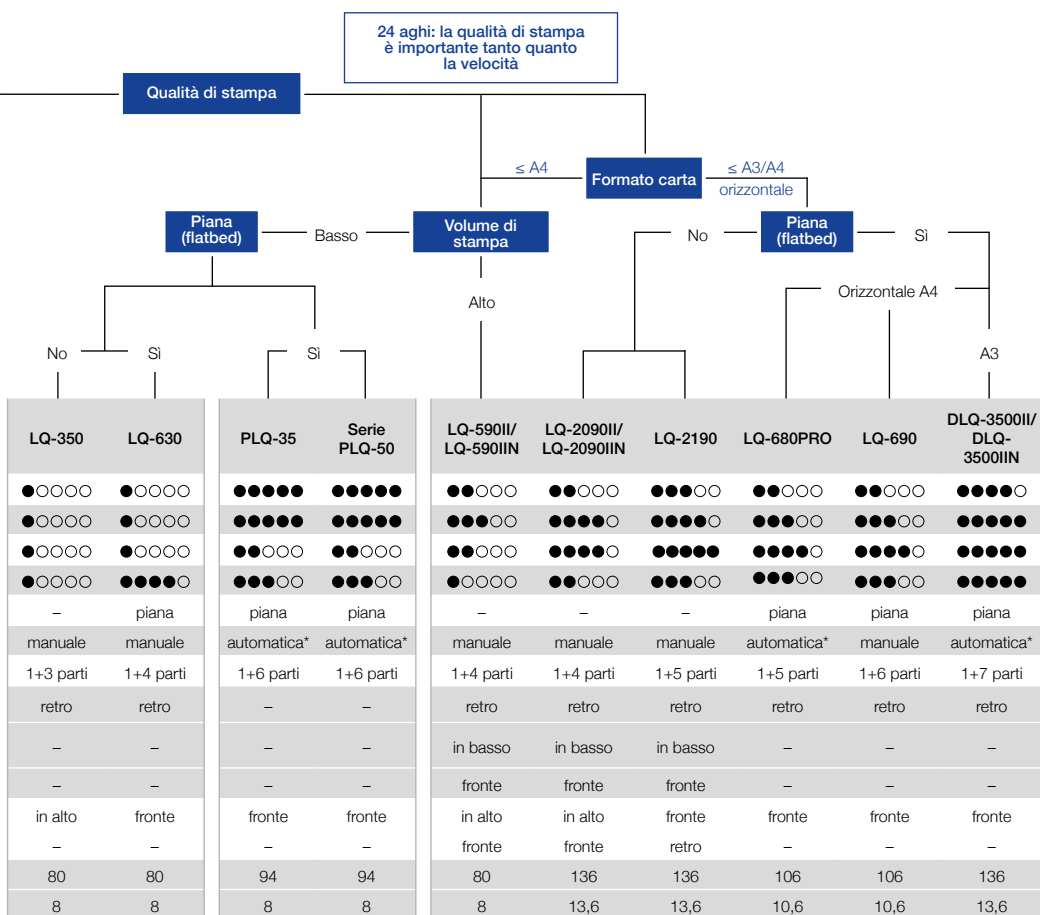 24 aghi: la qualità di stampa
è importante tanto quanto
la velocità
Qualità di stampa
≤ A4
Formato carta
≤ A3/A4
orizzontale
Piana
(flatbed)
Basso
Volume di
stampa
No
Piana
(flatbed)
Sì
Alto
Orizzontale A4
No
Sì
Sì
A3
LQ-350
LQ-630
PLQ-35
Serie
PLQ-50
LQ-590II/
LQ-590IIN
LQ-2090II/
LQ-2090IIN
LQ-2190
LQ-680PRO
LQ-690
DLQ-3500II/
DLQ-
3500IIN
●○○○○ ●○○○○ ●●●●● ●●●●● ●●○○○ ●●○○○ ●●●○○ ●●○○○ ●●○○○ ●●●●○
●○○○○ ●○○○○ ●●●●● ●●●●● ●●●○○ ●●●●○ ●●●●○ ●●●○○ ●●●○○ ●●●●●
●○○○○ ●○○○○ ●●○○○ ●●○○○ ●●○○○ ●●●●○ ●●●●● ●●●●○ ●●●●○ ●●●●●
●○○○○ ●●●●○ ●●●○○ ●●●○○ ●○○○○ ●●○○○ ●●●○○ ●●●○○ ●●●○○ ●●●●●
– piana piana piana – – – piana piana piana
manuale manuale automatica* automatica* manuale manuale manuale automatica* manuale automatica*
1+3 parti 1+4 parti 1+6 parti 1+6 parti 1+4 parti 1+4 parti 1+5 parti 1+5 parti 1+6 parti 1+7 parti
retro retro – – retro retro retro retro retro retro
– – – – in basso in basso in basso – – –
– – – – fronte fronte fronte – – –
in alto fronte fronte fronte in alto in alto fronte fronte fronte fronte
– – – – fronte fronte retro – – –
80 80 94 94 80 136 136 106 106 136
8 8 8 8 8 13,6 13,6 10,6 10,6 13,6